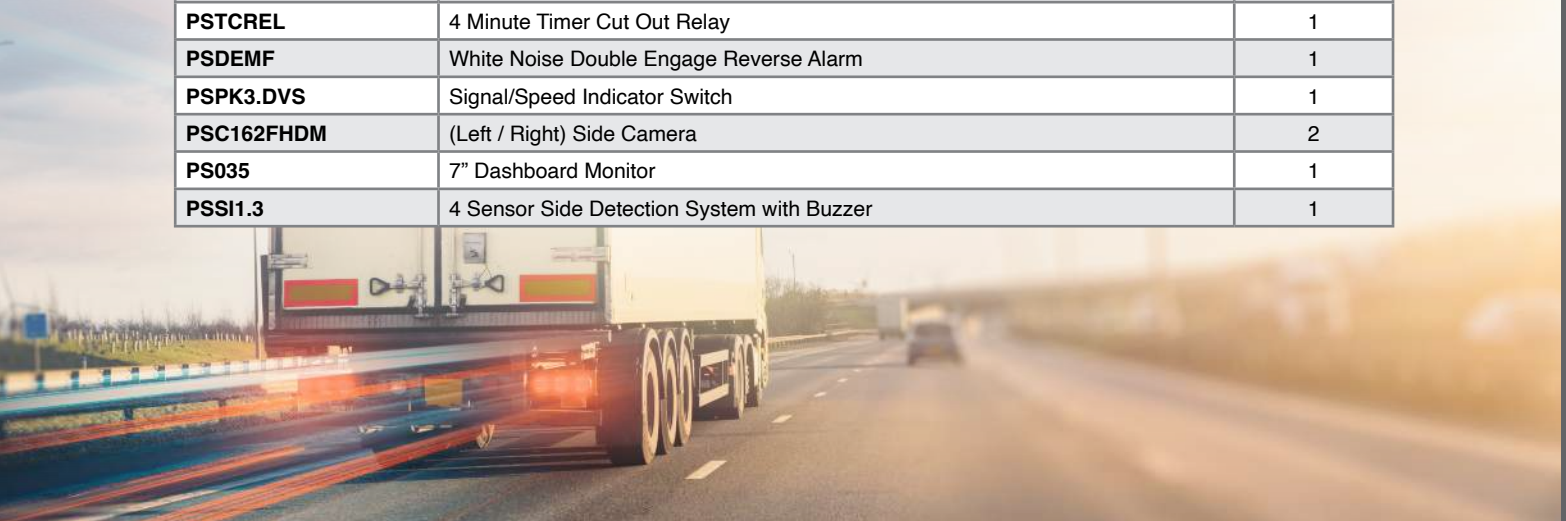 PSTCREL 4 Minute Timer Cut Out Relay 1
PSDEMF White Noise Double Engage Reverse Alarm 1
PSPK3.DVS Signal/Speed Indicator Switch 1
PSC162FHDM (Left / Right) Side Camera 2
PS035 7” Dashboard Monitor 1
PSSI1.3 4 Sensor Side Detection System with Buzzer 1